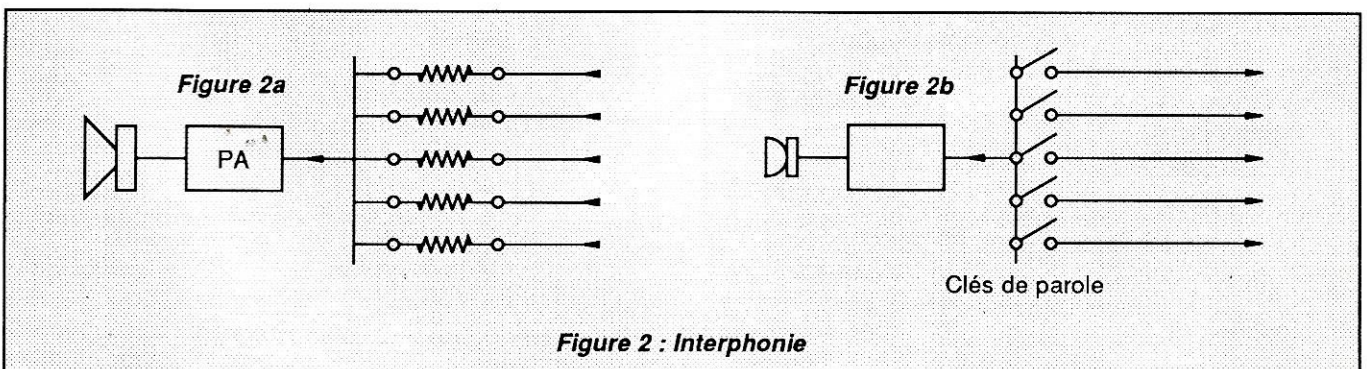 Figure 2a
PA
Figure 2b
Clés de parole
Figure 2 : Interphonie